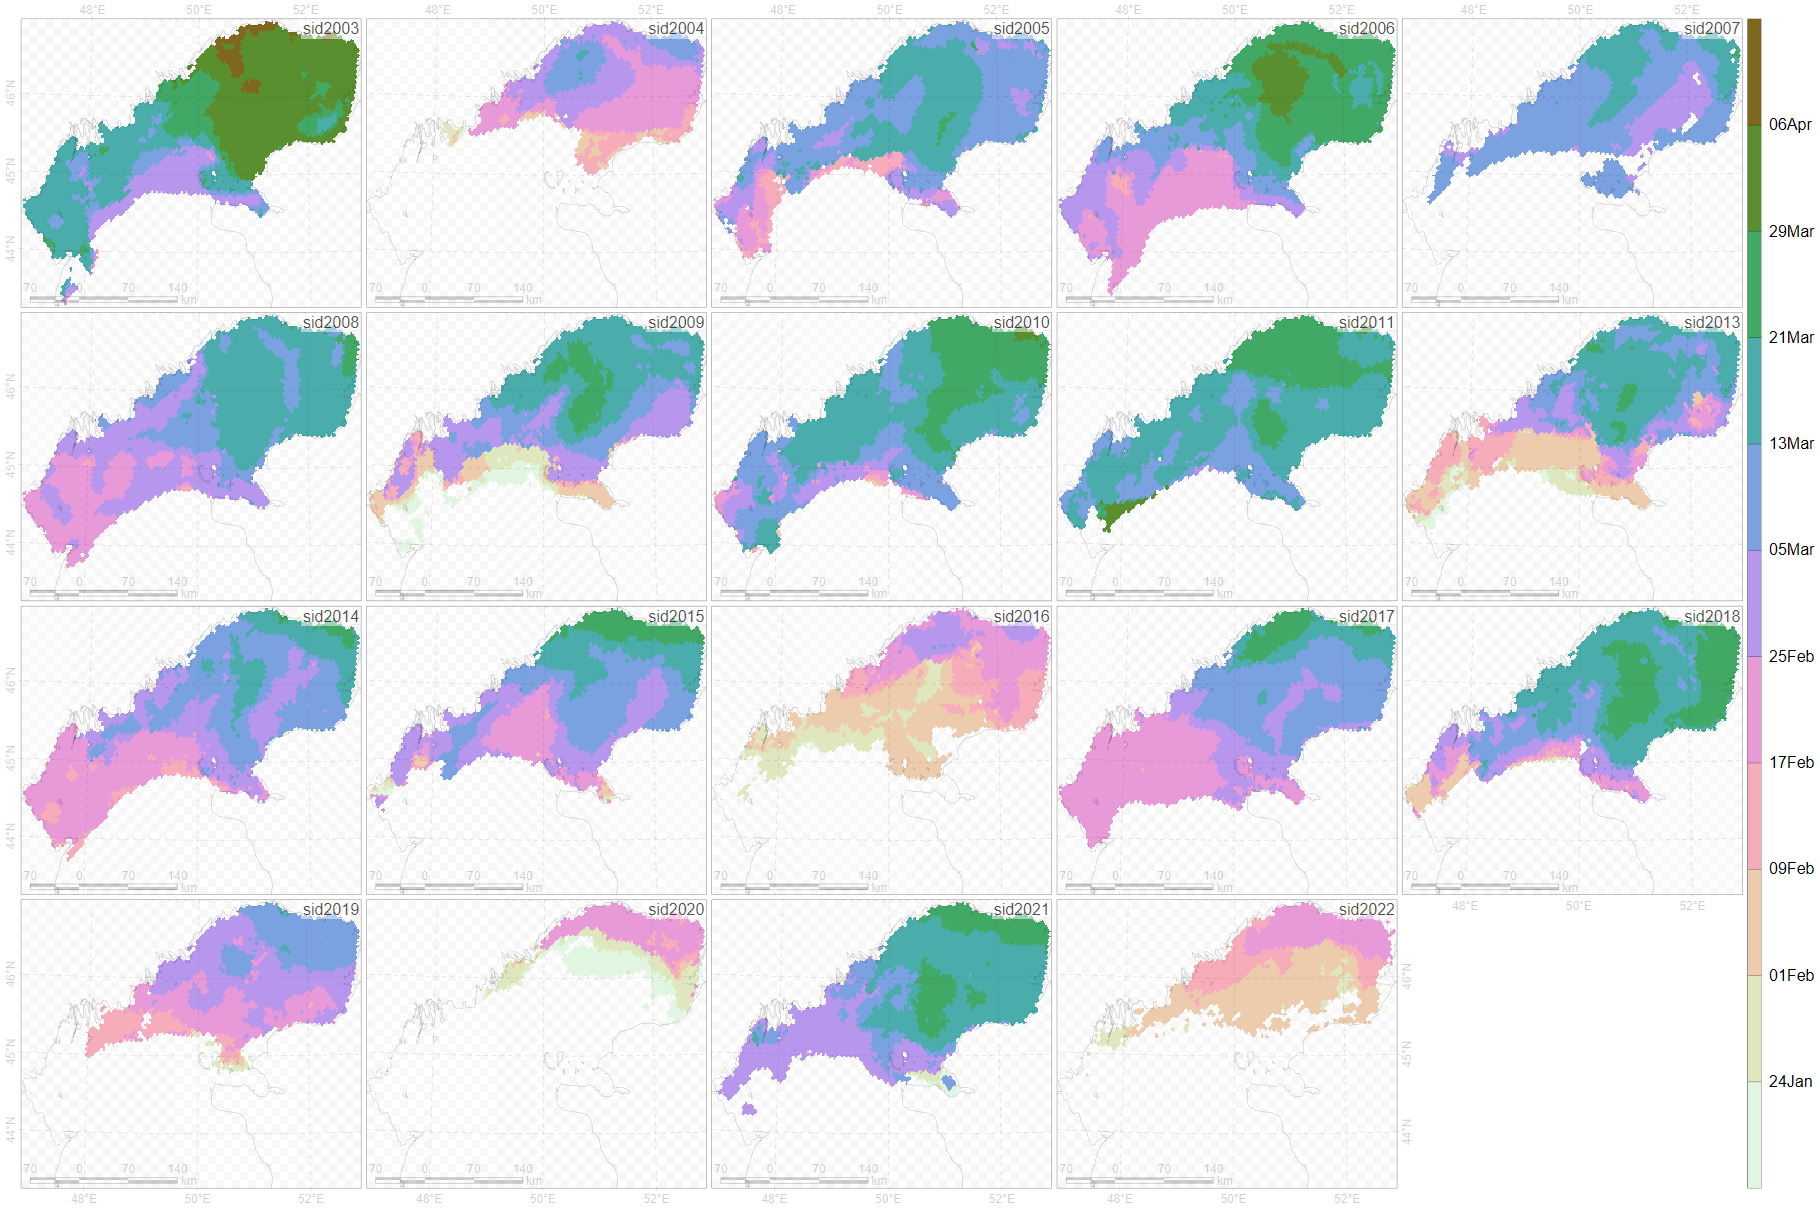 48°E 50°E 52°E 48°E 50°E 52°E 48°E 50°E 52°E 48°E 50°E 52°E 48°E 50°E 52°E
sid2003 sid2004 sid2005 sid2006 sid2007
46°N
45°N
44°N
70 0 70 140 km 70 0 70 140 km 70 0 70 140 km 70 0 70 140 km 70 0 70 140 km
sid2008 sid2009 sid2010 sid2011 sid2013
46°N
45°N
44°N
70 0 70 140 km 70 0 70 140 km 70 0 70 140 km 70 0 70 140 km 70 0 70 140 km
sid2014 sid2015 sid2016 sid2017 sid2018
46°N
45°N
44°N
70 0 70 140 km 70 0 70 140 km 70 0 70 140 km 70 0 70 140 km 70 0 70 140 km
48°E 50°E 52°E
sid2019 sid2020 sid2021 sid2022
46°N 46°N
45°N 45°N
44°N 44°N
70 0 70 140 km 70 0 70 140 km 70 0 70 140 km 70 0 70 140 km
48°E 50°E 52°E 48°E 50°E 52°E 48°E 50°E 52°E 48°E 50°E 52°E
06Apr
29Mar
21Mar
13Mar
05Mar
25Feb
17Feb
09Feb
01Feb
24Jan